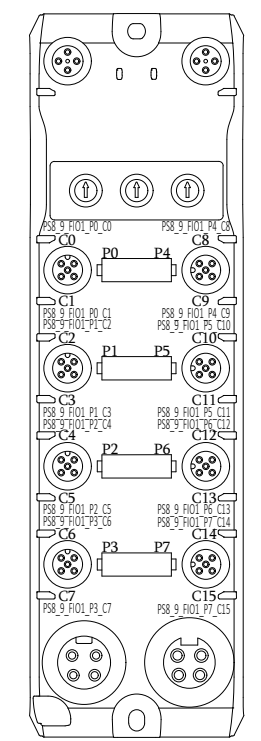 PS8_9_FIO1_P0_C0 PS8_9_FIO1_P4_C8
C0 C8
P0 P4
C1 C9
PS8_9_FIO1_P0_C1 PS8_9_FIO1_P4_C9
PS8_9_FIO1_P1_C2 PS8_9_FIO1_P5_C10
C2 C10
P1 P5
C3 C11
PS8_9_FIO1_P1_C3 PS8_9_FIO1_P5_C11
PS8_9_FIO1_P2_C4 PS8_9_FIO1_P6_C12
C4 C12
P2 P6
C5 C13
PS8_9_FIO1_P2_C5 PS8_9_FIO1_P6_C13
PS8_9_FIO1_P3_C6 PS8_9_FIO1_P7_C14
C6 C14
P3 P7
C7 C15
PS8_9_FIO1_P3_C7 PS8_9_FIO1_P7_C15